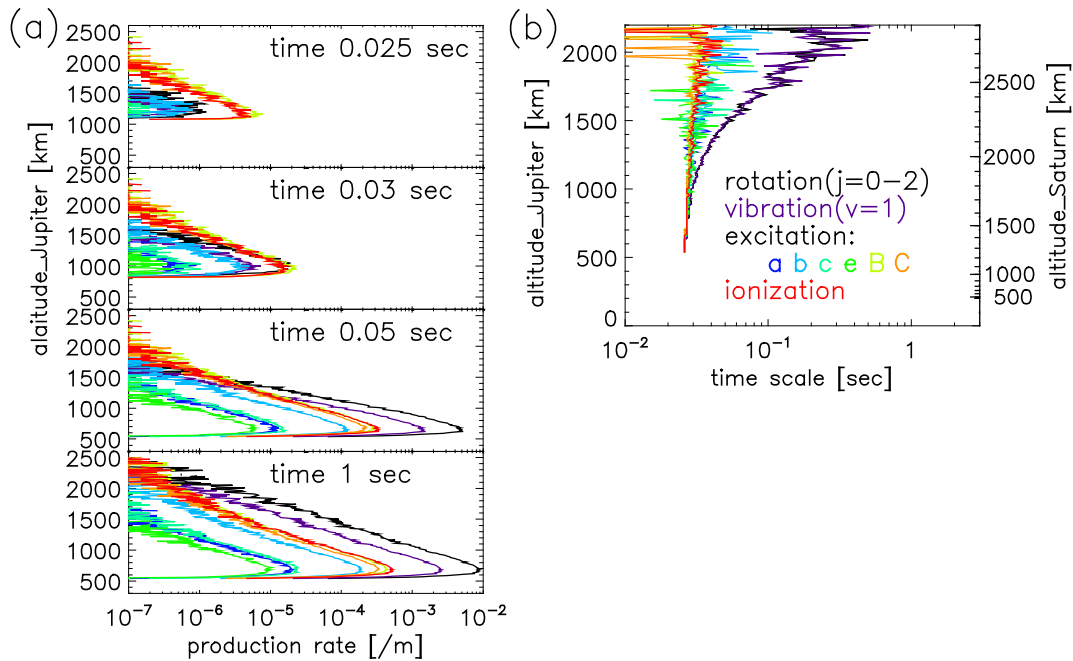 (a)
2500
2000
1500
1000
500
time 0.025 sec
2500
2000
1500
1000
500
time 0.03 sec
2500
2000
1500
1000
500
time 0.05 sec
2500
2000
1500
1000
500
time 1 sec
alaitude_Jupiter [km]
10−7 10−6 10−5 10−4 10−3 10−2
production rate [/m]
(b)
2000
1500
1000
500
0
altitude_Jupiter [km]
2500
2000
1500
1000
500
altitude_Saturn [km]
rotation(j=0−2)
vibration(v=1)
excitation:
a b c e B C
ionization
10−2 10−1 1
time scale [sec]